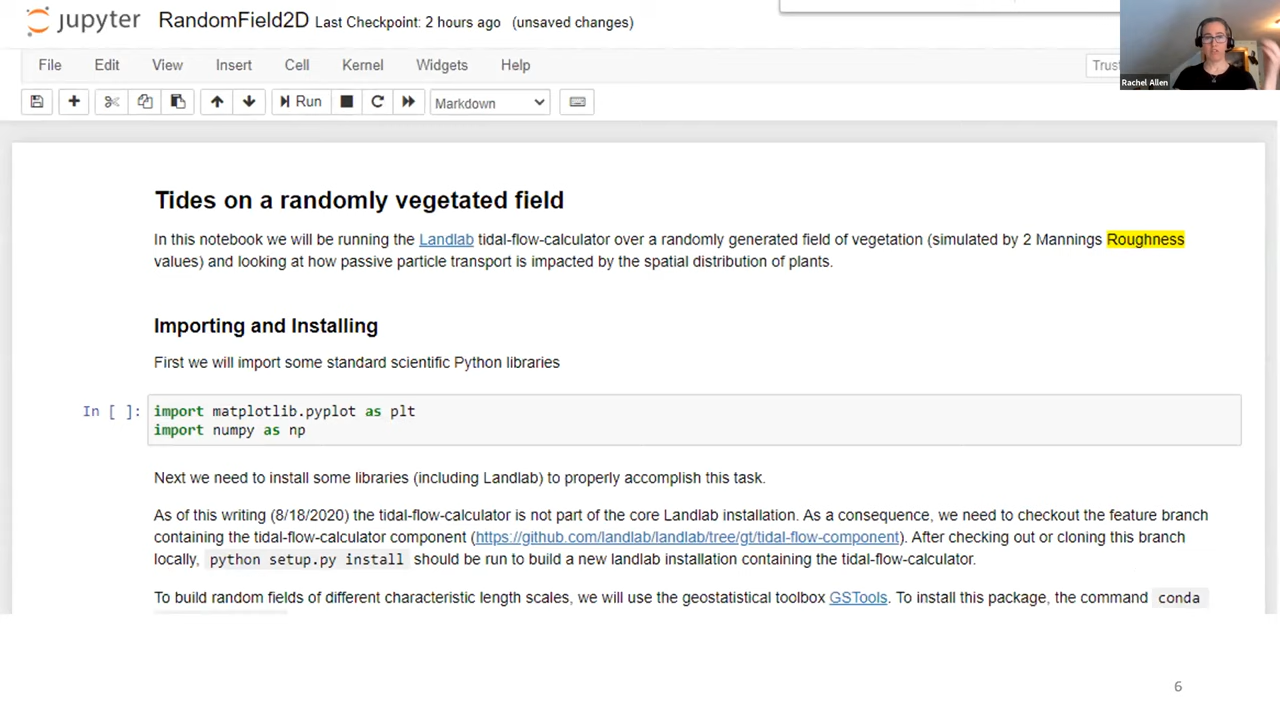 jupyter RandomField2D Last Checkpoint: 2 hours ago (unsaved changes)
File Edit View Insert Cell Kernel Widgets Help
Trus
Rachel Allen
Run Markdown
Tides on a randomly vegetated field
In this notebook we will be running the Landlab tidal-flow-calculator over a randomly generated field of vegetation (simulated by 2 Mannings Roughness
values) and looking at how passive particle transport is impacted by the spatial distribution of plants.
Importing and Installing
First we will import some standard scientific Python libraries
In [ ]: import matplotlib.pyplot as plt
import numpy as np
Next we need to install some libraries (including Landlab) to properly accomplish this task.
As of this writing (8/18/2020) the tidal-flow-calculator is not part of the core Landlab installation. As a consequence, we need to checkout the feature branch
containing the tidal-flow-calculator component (https://github.com/landlab/landlab/tree/gt/tidal-flow-component). After checking out or cloning this branch
locally, python setup.py install should be run to build a new landlab installation containing the tidal-flow-calculator.
To build random fields of different characteristic length scales, we will use the geostatistical toolbox GSTools. To install this package, the command conda
6